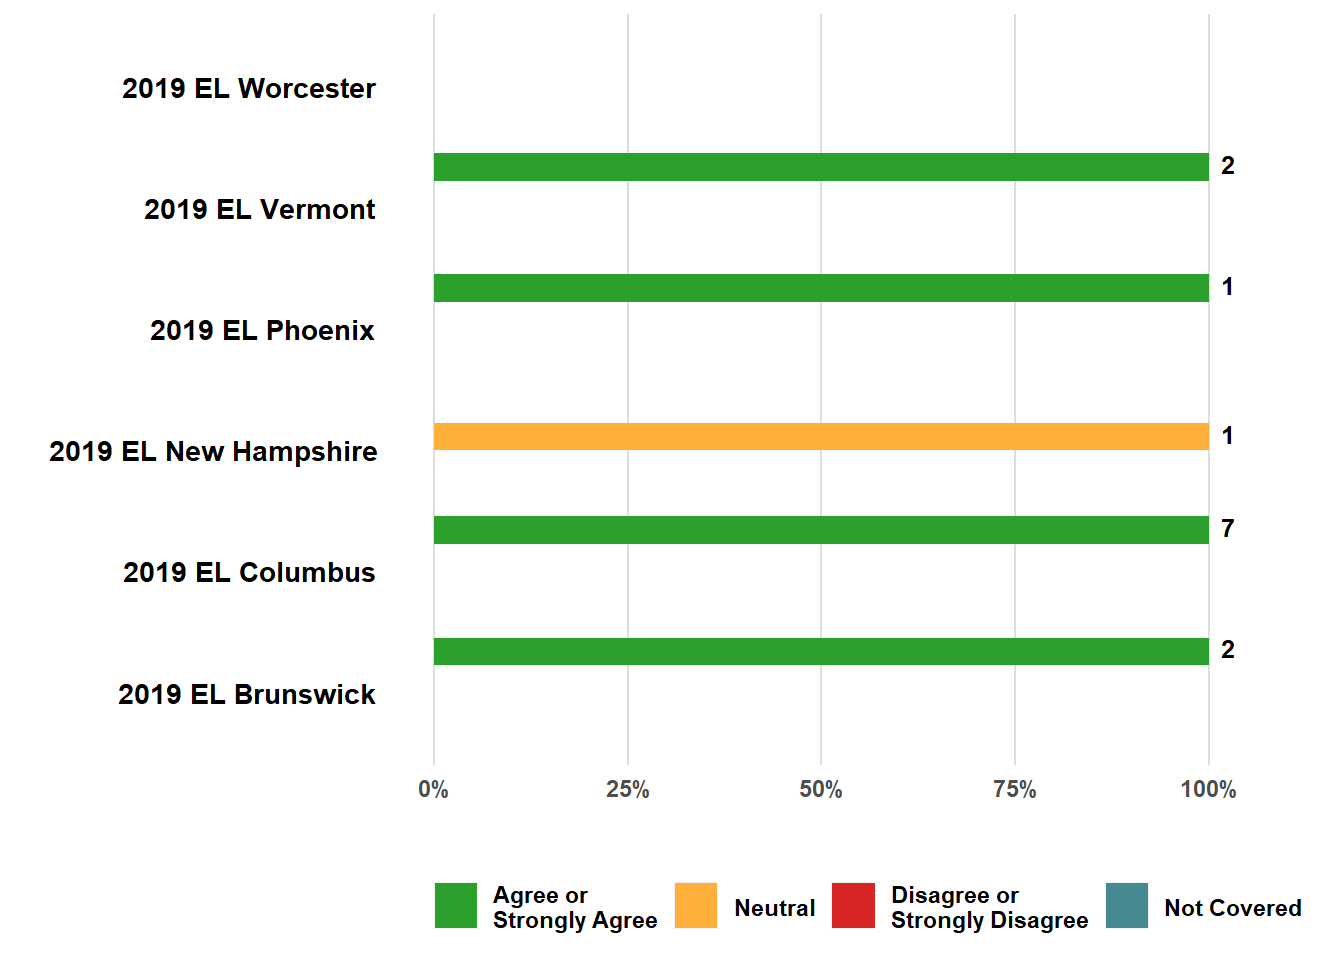 2019 EL Worcester
2
2019 EL Vermont
1
2019 EL Phoenix
1
2019 EL New Hampshire
7
2019 EL Columbus
2
2019 EL Brunswick
0% 25% 50% 75% 100%
Agree or
Strongly Agree
Neutral
Disagree or
Strongly Disagree
Not Covered